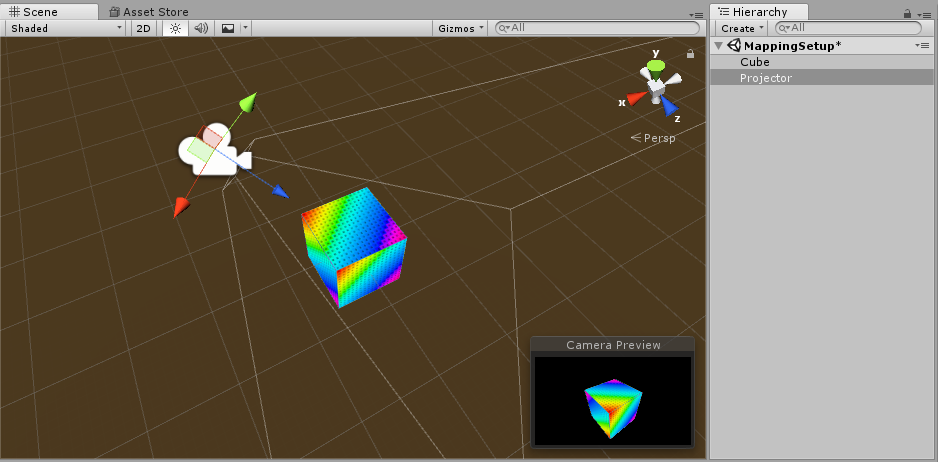 Scene
Asset Store
Hierarchy
Shaded
2D
Gizmos
All
Create
All
MappingSetup*
Cube
Projector
y
x
z
Persp
Camera Preview